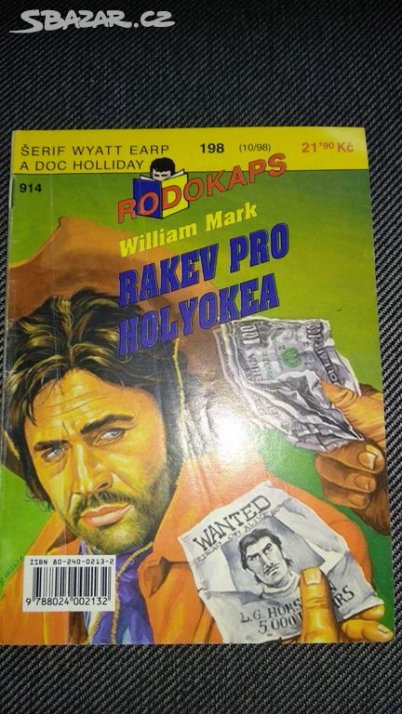 SBAZAR.CZ
ŠERIF WYATT EARP
A DOC HOLLIDAY
198 (10/98) 21'90 Kč
914
RODOKAPS
William Mark
RAKEV PRO
HOLYOKEA
100
WANTED
L.G. HORS
5.000
ISBN 80-240-0213-2
9 788024 002132